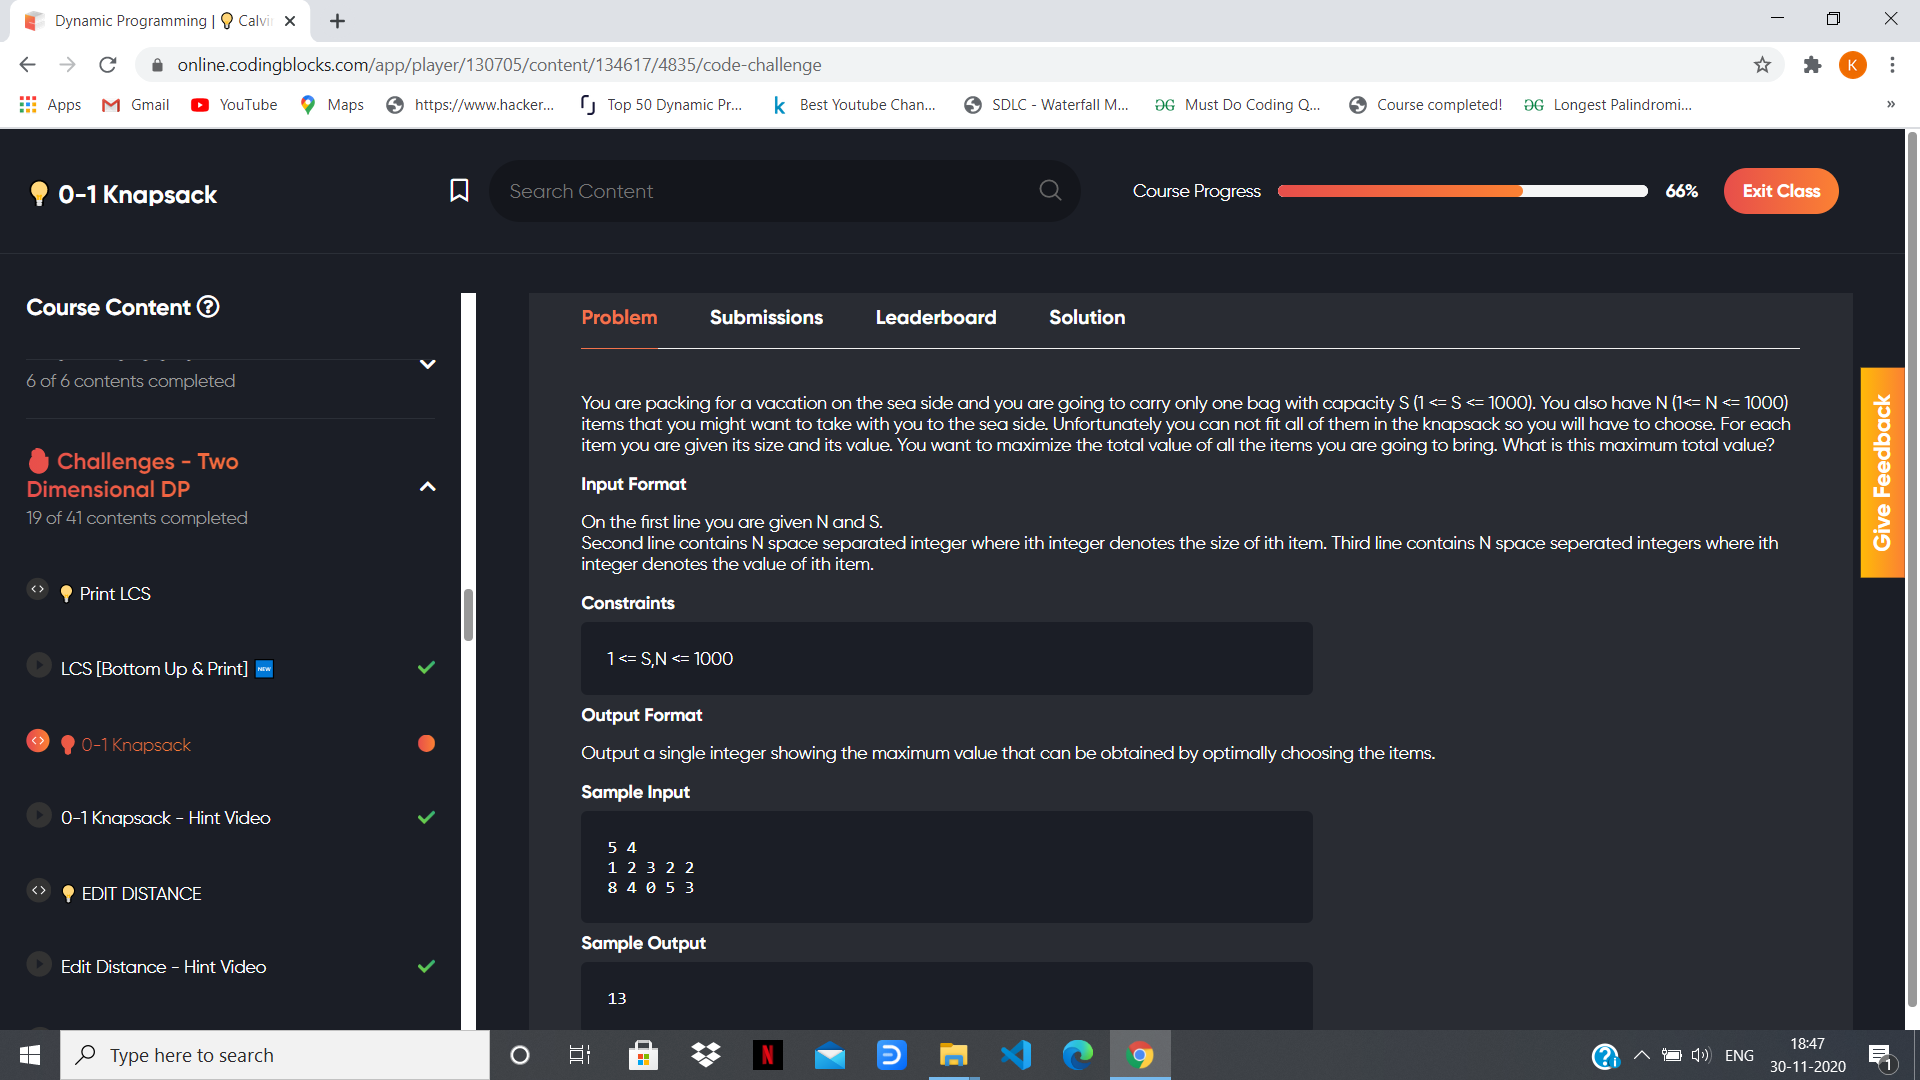 Dynamic Programming | 💡 Calvi
online.codingblocks.com/app/player/130705/content/134617/4835/code-challenge
K
Apps
Gmail
YouTube
Maps
https://www.hacker...
Top 50 Dynamic Pr...
Best Youtube Chan...
SDLC - Waterfall M...
Must Do Coding Q...
Course completed!
Longest Palindromi...
»
💡 0-1 Knapsack
Search Content
Course Progress
66%
Exit Class
Course Content ?
6 of 6 contents completed
Challenges - Two
Dimensional DP
19 of 41 contents completed
💡 Print LCS
LCS [Bottom Up & Print] NEW
0-1 Knapsack
0-1 Knapsack - Hint Video
💡 EDIT DISTANCE
Edit Distance - Hint Video
Problem
Submissions
Leaderboard
Solution
You are packing for a vacation on the sea side and you are going to carry only one bag with capacity S (1 <= S <= 1000). You also have N (1<= N <= 1000)
items that you might want to take with you to the sea side. Unfortunately you can not fit all of them in the knapsack so you will have to choose. For each
item you are given its size and its value. You want to maximize the total value of all the items you are going to bring. What is this maximum total value?
Input Format
On the first line you are given N and S.
Second line contains N space separated integer where ith integer denotes the size of ith item. Third line contains N space seperated integers where ith
integer denotes the value of ith item.
Constraints
1 <= S,N <= 1000
Output Format
Output a single integer showing the maximum value that can be obtained by optimally choosing the items.
Sample Input
5 4
1 2 3 2 2
8 4 0 5 3
Sample Output
13
Give Feedback
Type here to search
N
ENG
18:47
30-11-2020
1